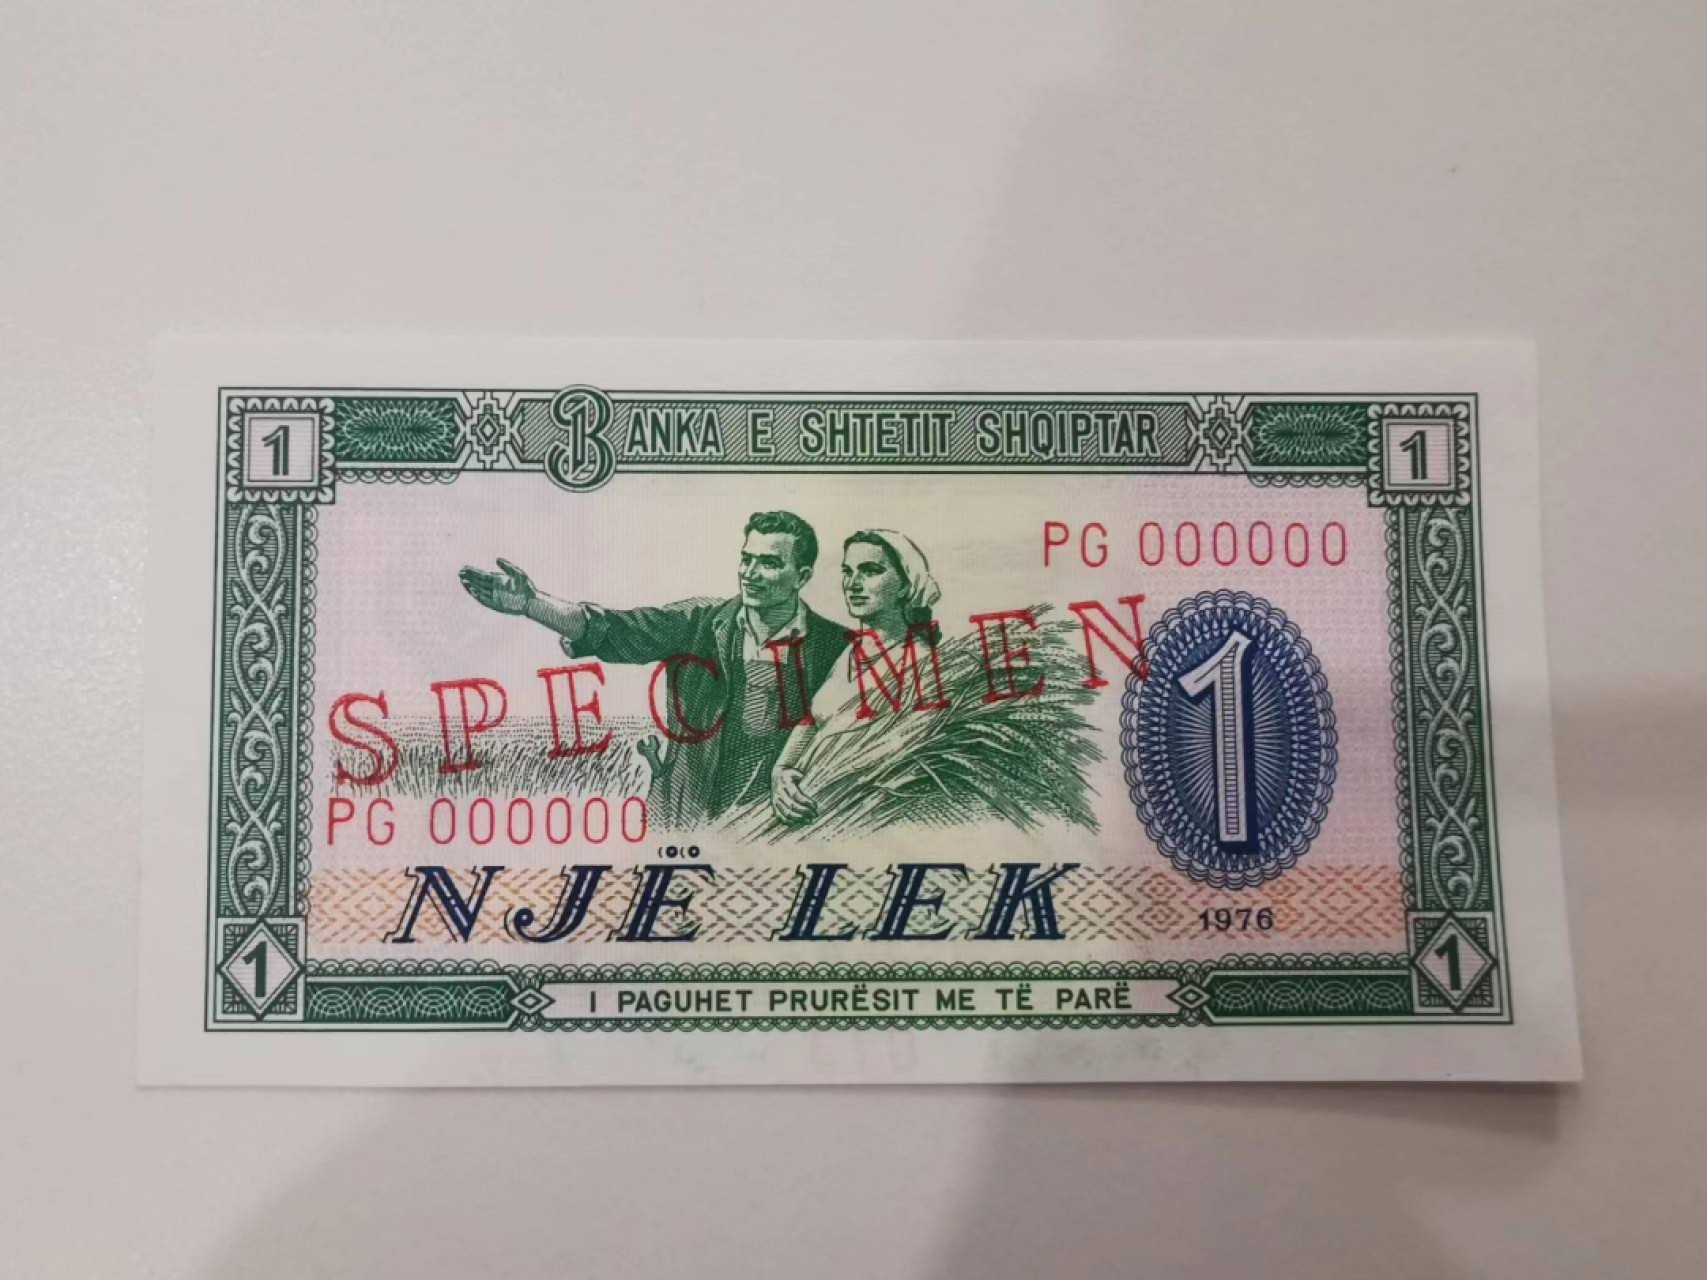 1 BANKA E SHTETIT SHQIPTAR 1
PG 000000
SPECIMEN
1
PG 000000
NJË LEK 1976
1 I PAGUHET PRURËSIT ME TË PARË 1